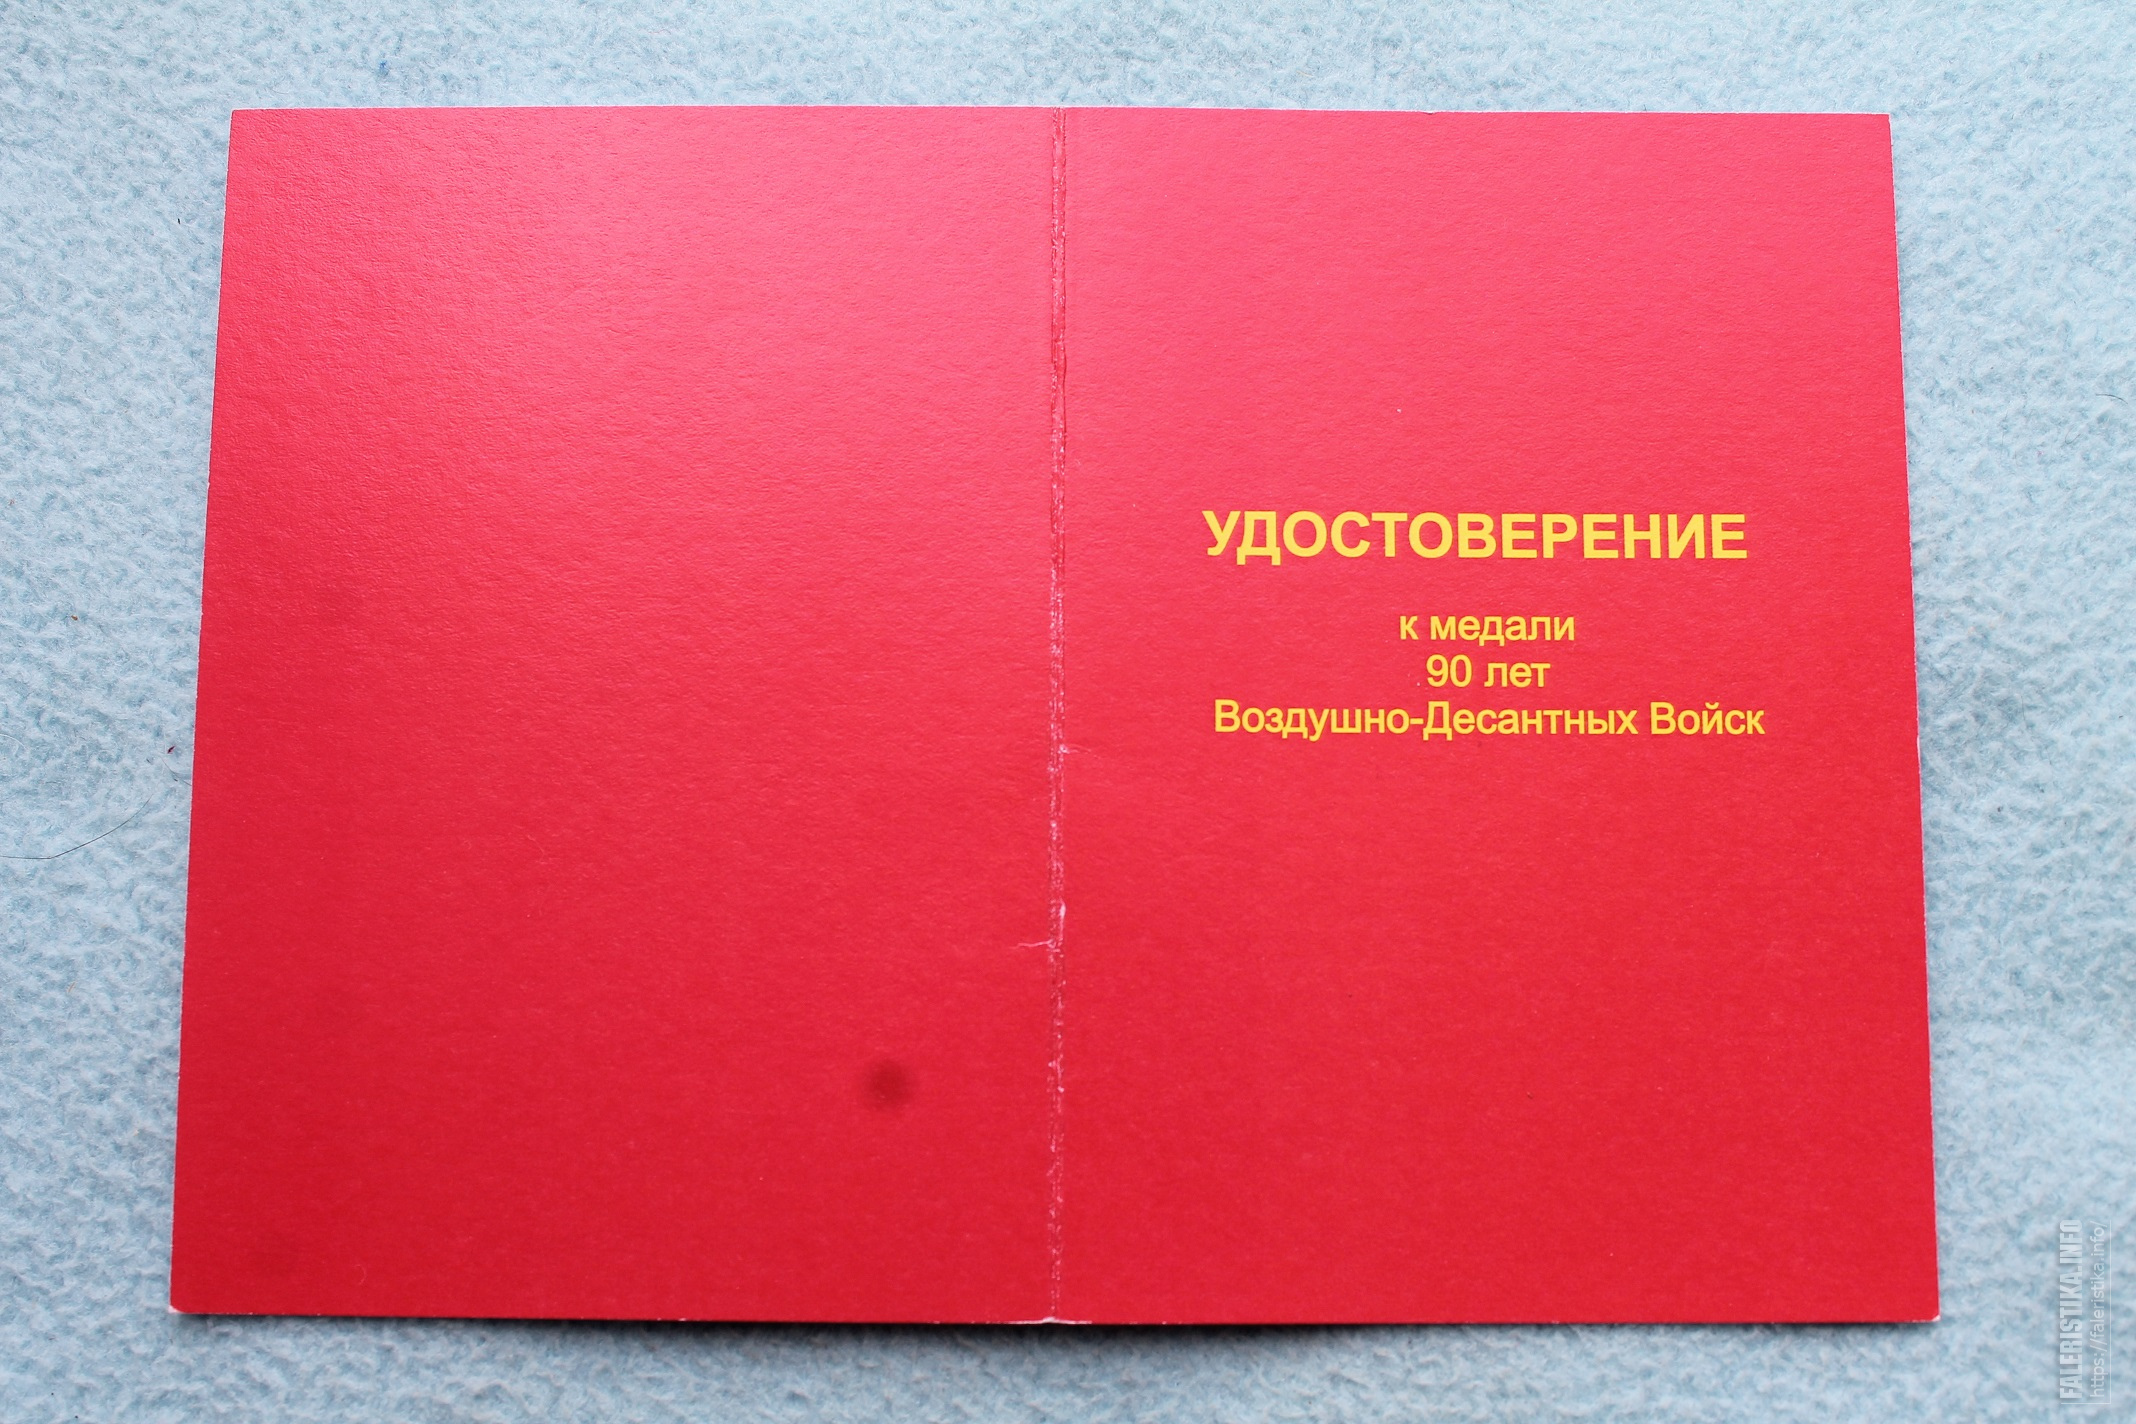 УДОСТОВЕРЕНИЕ
к медали
90 лет
Воздушно-Десантных Войск
FALERISTIKA.INFO
https://faleristika.info/